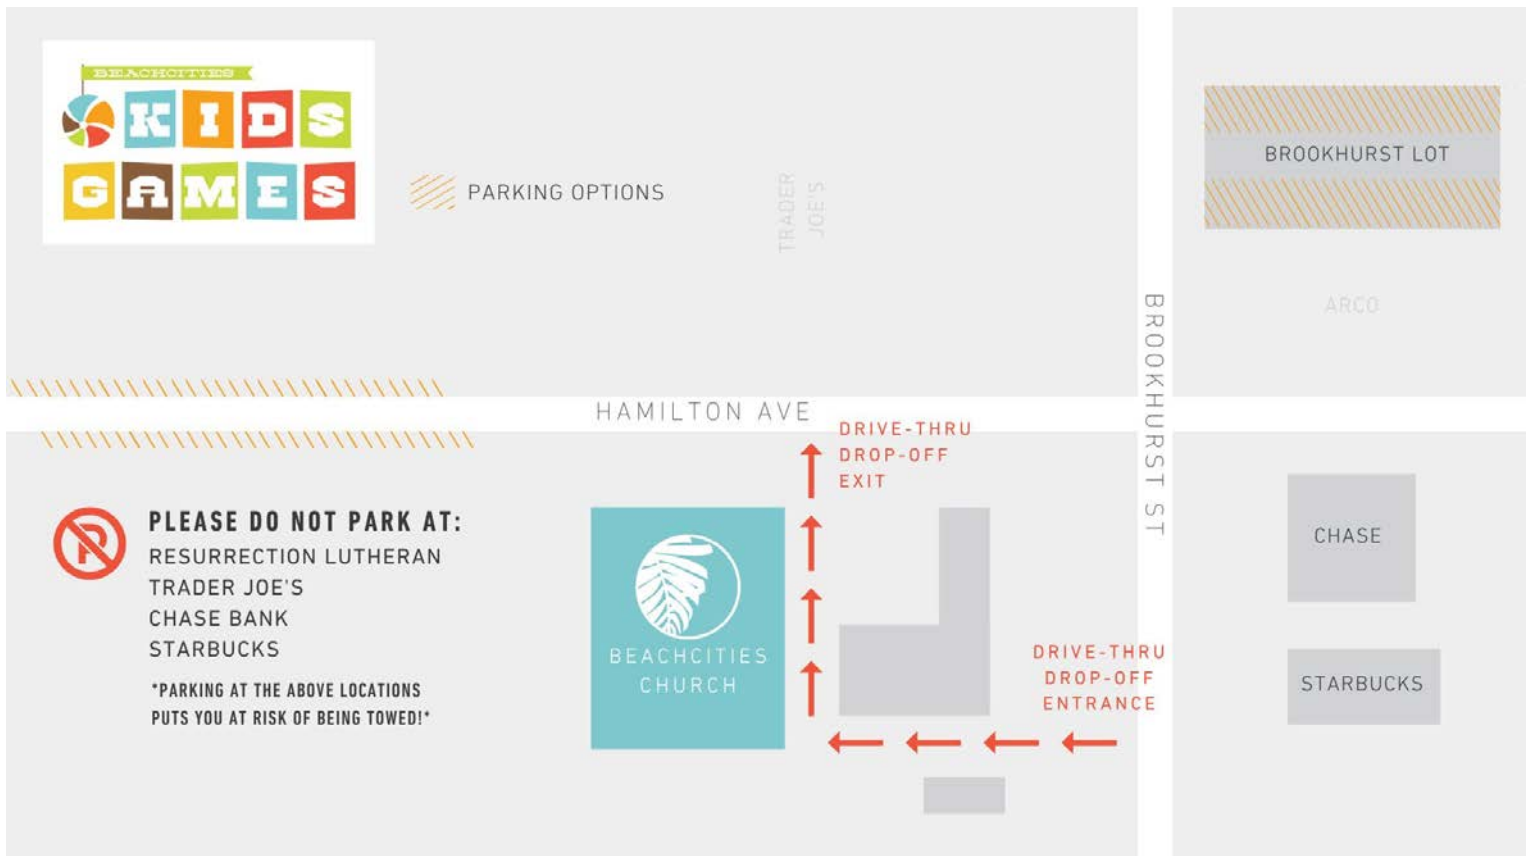 BEACHCITIES
KIDS
GAMES
PARKING OPTIONS
TRADER
JOE'S
BROOKHURST LOT
ARCO
BROOKHURST ST
HAMILTON AVE
DRIVE-THRU
DROP-OFF
EXIT
P
PLEASE DO NOT PARK AT:
RESURRECTION LUTHERAN
TRADER JOE'S
CHASE BANK
STARBUCKS
*PARKING AT THE ABOVE LOCATIONS
PUTS YOU AT RISK OF BEING TOWED!*
BEACHCITIES
CHURCH
DRIVE-THRU
DROP-OFF
ENTRANCE
CHASE
STARBUCKS